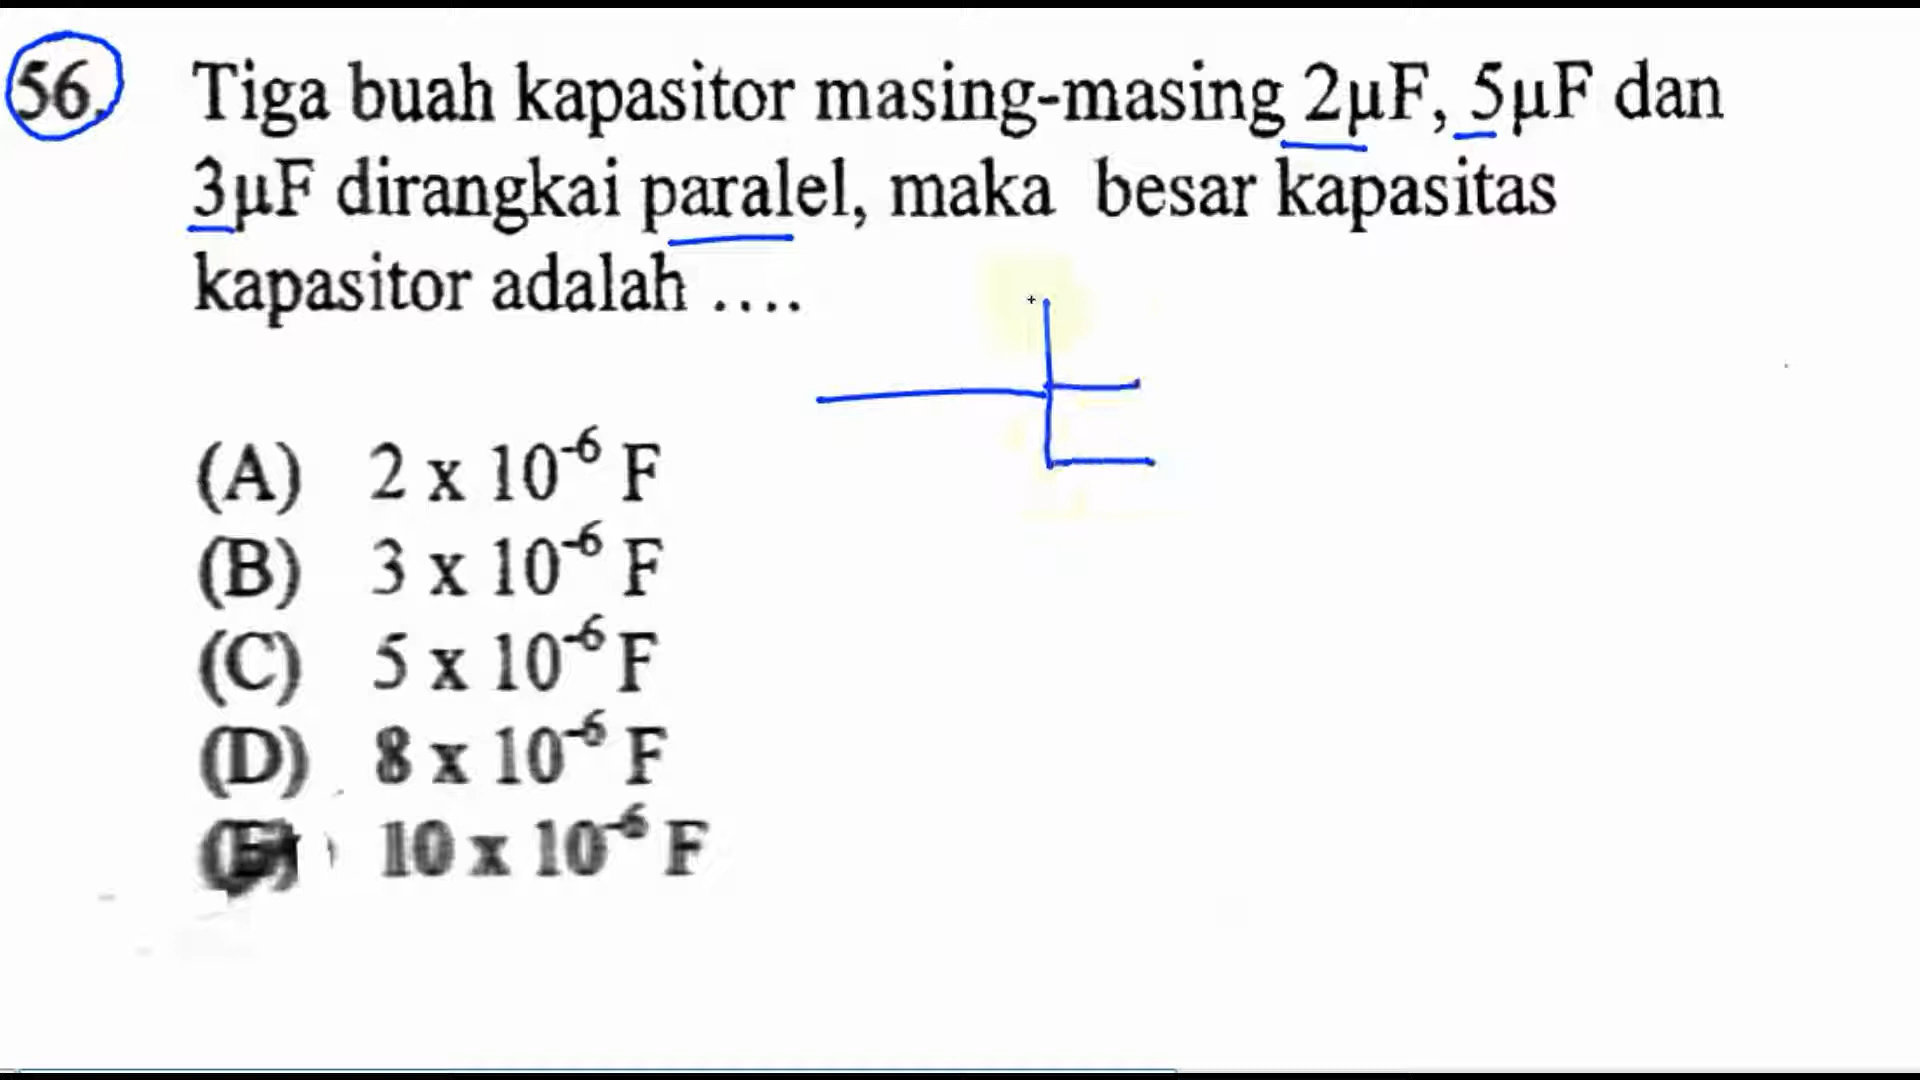 56. Tiga buah kapasitor masing-masing 2µF, 5µF dan
3µF dirangkai paralel, maka besar kapasitas
kapasitor adalah ....
(A) 2 x 10⁻⁶ F
(B) 3 x 10⁻⁶ F
(C) 5 x 10⁻⁶ F
(D) 8 x 10⁻⁶ F
(E) 10 x 10⁻⁶ F